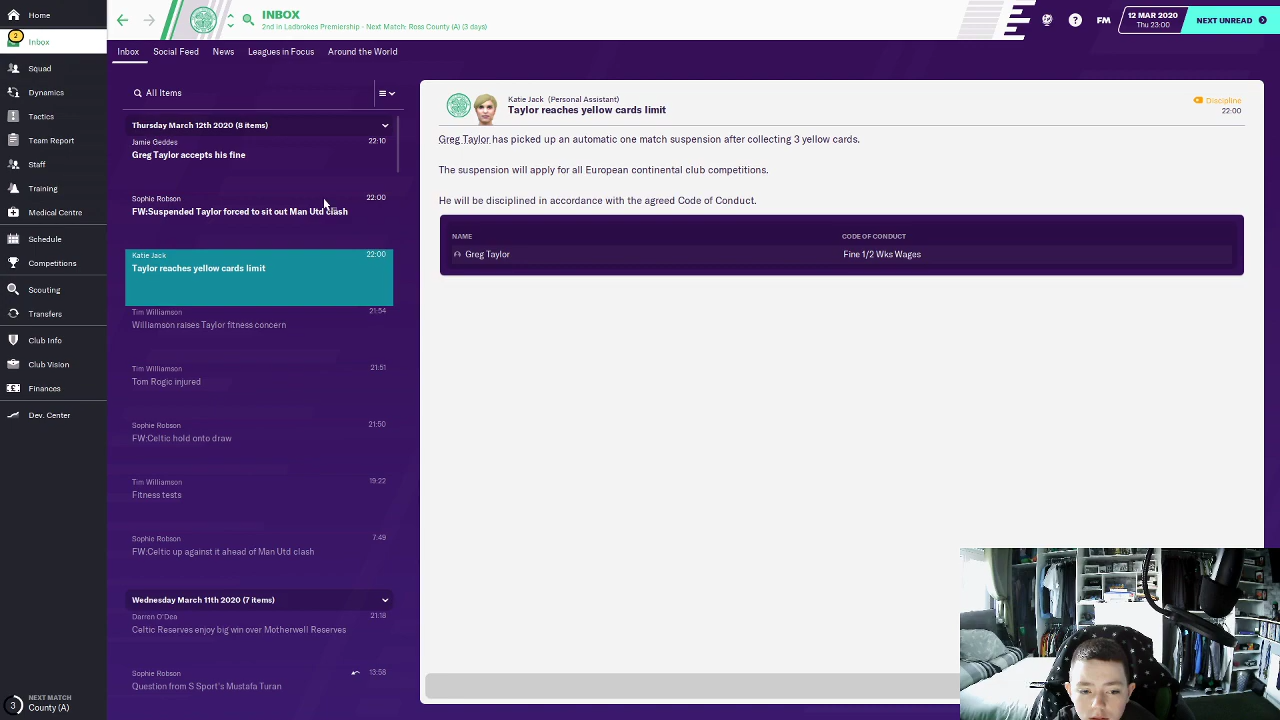 INBOX
2nd in Ladbrokes Premiership - Next Match: Ross County (A) (3 days)
?
FM
12 MAR 2020
Thu 23:00
NEXT UNREAD
2
Inbox
Squad
Dynamics
Tactics
Team Report
Staff
Training
Medical Centre
Schedule
Competitions
Scouting
Transfers
Club Info
Club Vision
Finances
Dev. Center
3
NEXT MATCH
County (A)
Inbox Social Feed News Leagues in Focus Around the World
All Items
Thursday March 12th 2020 (8 items)
Jamie Geddes 22:10
Greg Taylor accepts his fine
Sophie Robson 22:00
FW:Suspended Taylor forced to sit out Man Utd clash
Katie Jack 22:00
Taylor reaches yellow cards limit
Tim Williamson 21:54
Williamson raises Taylor fitness concern
Tim Williamson 21:51
Tom Rogic injured
Sophie Robson 21:50
FW:Celtic hold onto draw
Tim Williamson 19:22
Fitness tests
Sophie Robson 7:49
FW:Celtic up against it ahead of Man Utd clash
Wednesday March 11th 2020 (7 items)
Darren O'Dea 21:18
Celtic Reserves enjoy big win over Motherwell Reserves
Sophie Robson 13:56
Question from S Sport's Mustafa Turan
Katie Jack (Personal Assistant)
Taylor reaches yellow cards limit
Discipline
22:00
Greg Taylor has picked up an automatic one match suspension after collecting 3 yellow cards.
The suspension will apply for all European continental club competitions.
He will be disciplined in accordance with the agreed Code of Conduct.
NAME CODE OF CONDUCT
Greg Taylor Fine 1/2 Wks Wages